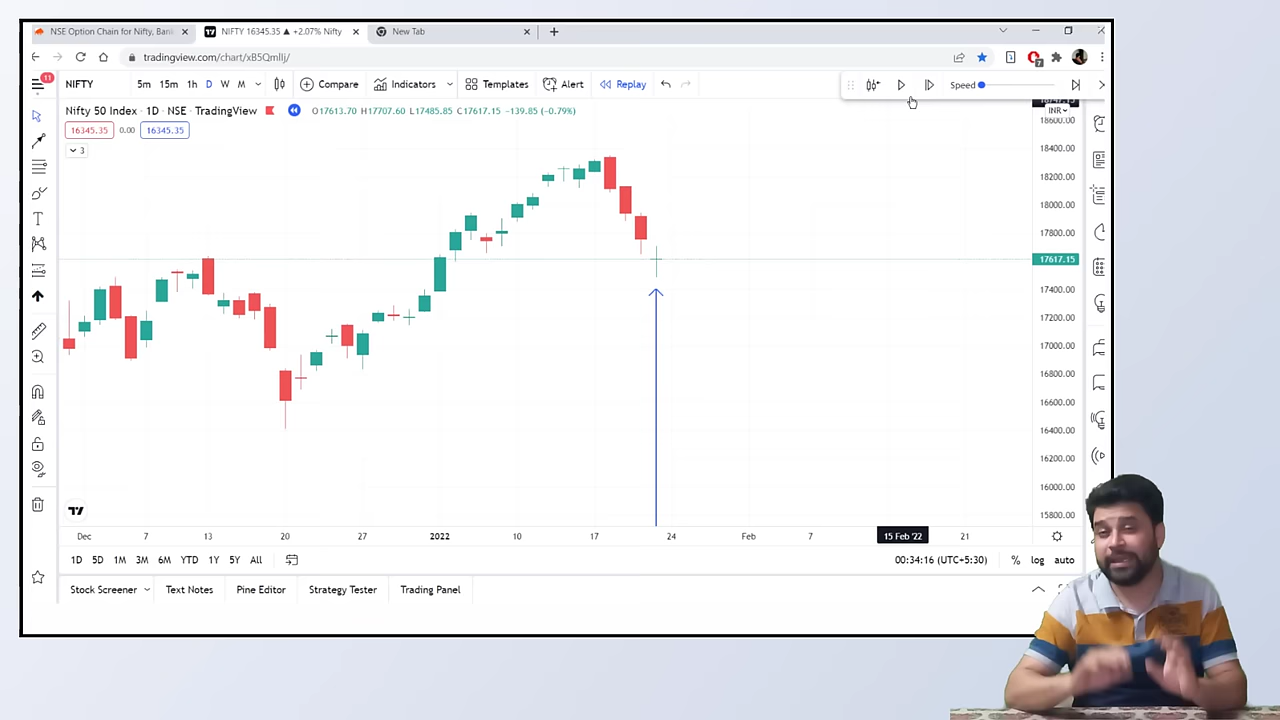 NSE Option Chain for Nifty, Bank
NIFTY 16345.35 ▲ +2.07% Nifty
New Tab
tradingview.com/chart/xB5QmlIj/
11
NIFTY
5m 15m 1h D W M
Compare
Indicators
Templates
Alert
Replay
Speed
Nifty 50 Index · 1D · NSE · TradingView
O17613.70 H17707.60 L17485.85 C17617.15 −139.85 (−0.79%)
INR
16345.35 0.00 16345.35
3
18600.00
18400.00
18200.00
18000.00
17800.00
17617.15
17400.00
17200.00
17000.00
16800.00
16600.00
16400.00
16200.00
16000.00
15800.00
Dec 7 13 20 27 2022 10 17 24 Feb 7 15 Feb '22 21
1D 5D 1M 3M 6M YTD 1Y 5Y All
00:34:16 (UTC+5:30) % log auto
Stock Screener Text Notes Pine Editor Strategy Tester Trading Panel